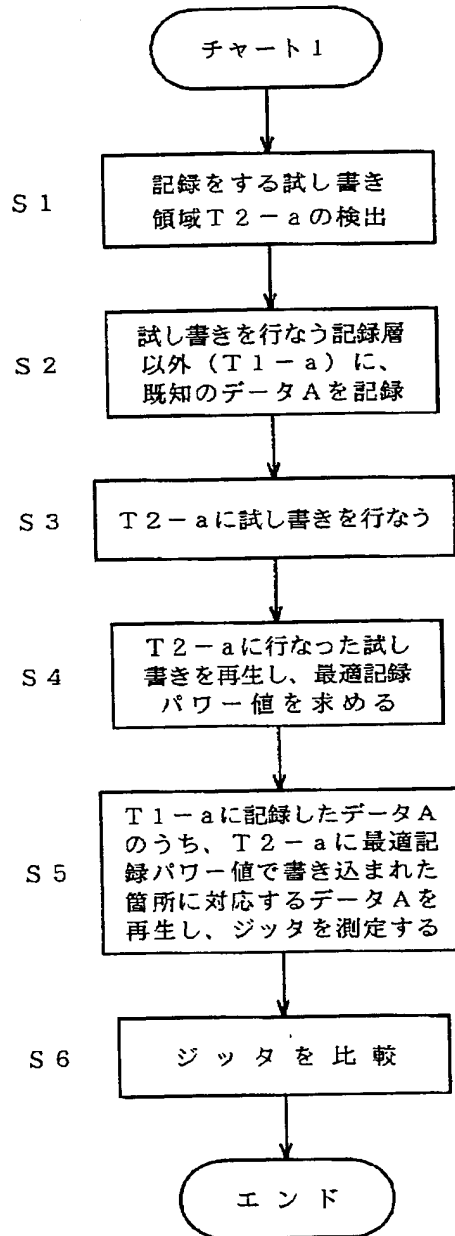 チャート1
S1
記録をする試し書き
領域T2-aの検出
S2
試し書きを行なう記録層
以外(T1-a)に、
既知のデータAを記録
S3
T2-aに試し書きを行なう
S4
T2-aに行なった試し
書きを再生し、最適記録
パワー値を求める
S5
T1-aに記録したデータA
のうち、T2-aに最適記
録パワー値で書き込まれた
箇所に対応するデータAを
再生し、ジッタを測定する
S6
ジッタを比較
エンド